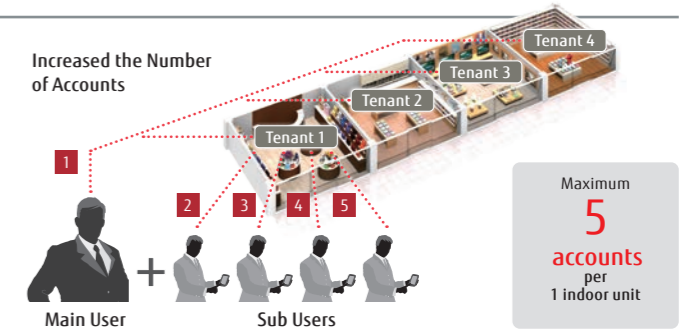 Increased the Number
of Accounts
Tenant 4
Tenant 3
Tenant 2
Tenant 1
1
2
3
4
5
Main User
Sub Users
Maximum
5
accounts
per
1 indoor unit